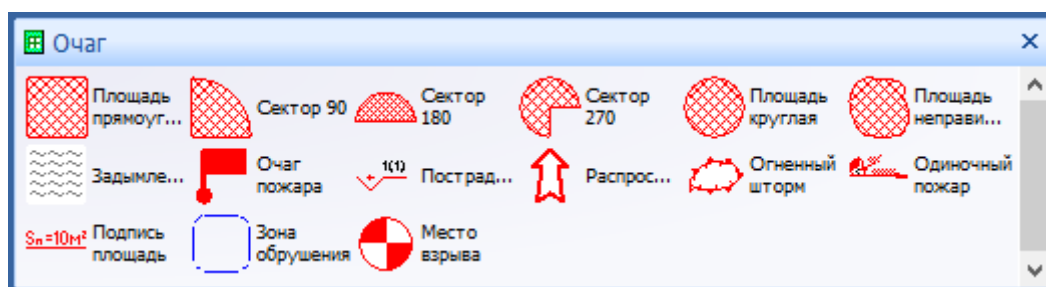 Очаг
Площадь
прямоуг...
Сектор 90
Сектор
180
Сектор
270
Площадь
круглая
Площадь
неправи...
Задымле...
Очаг
пожара
1(1)
Пострад...
Распрос...
Огненный
шторм
Одиночный
пожар
Sп=10м²
Подпись
площадь
Зона
обрушения
Место
взрыва